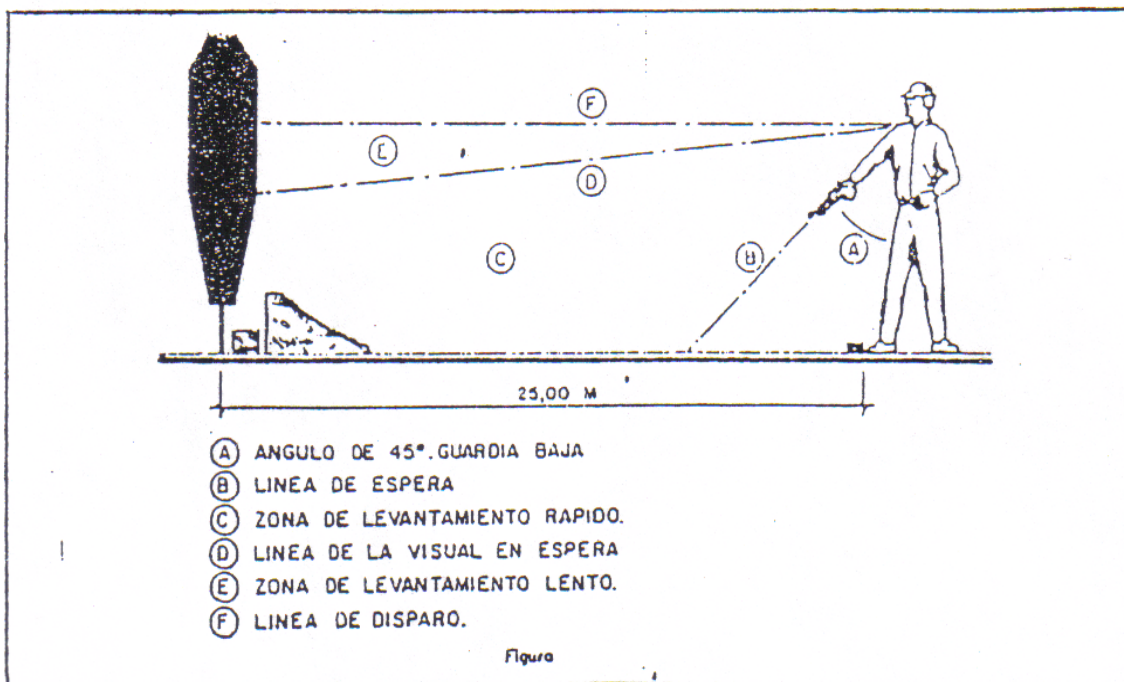 F
E
D
C
B
A
25,00 M
A ANGULO DE 45°.GUARDIA BAJA
B LINEA DE ESPERA
C ZONA DE LEVANTAMIENTO RAPIDO.
D LINEA DE LA VISUAL EN ESPERA
E ZONA DE LEVANTAMIENTO LENTO.
F LINEA DE DISPARO.
Figura